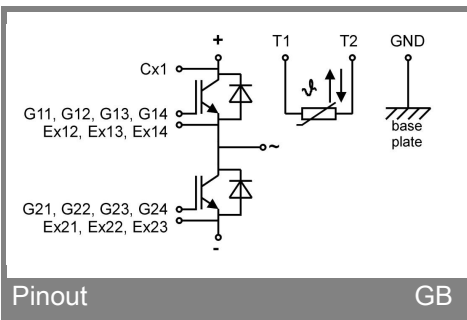 + T1 T2 GND
Cx1
G11, G12, G13, G14
Ex12, Ex13, Ex14
ϑ
base
plate
~
G21, G22, G23, G24
Ex21, Ex22, Ex23
-
Pinout GB